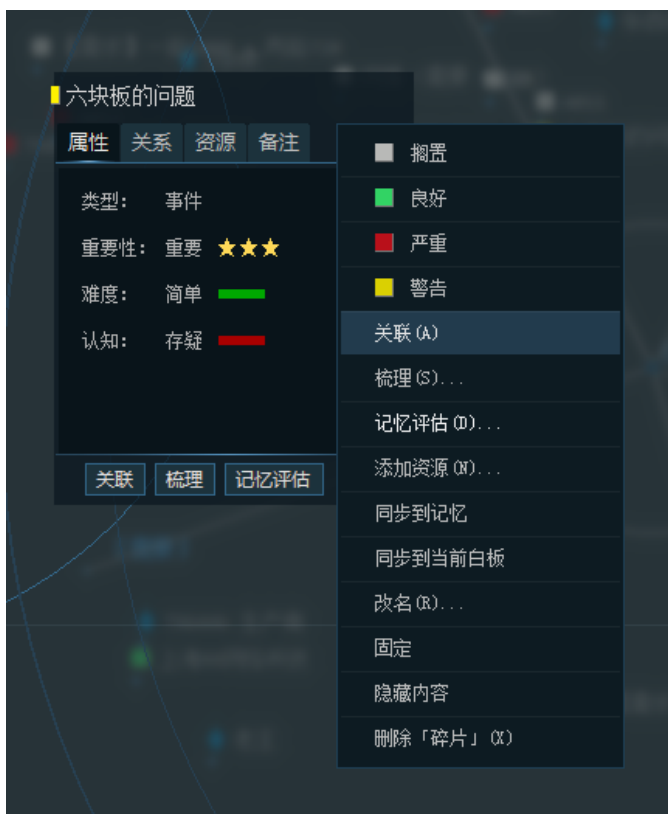 六块板的问题
属性 关系 资源 备注
类型: 事件
重要性: 重要
难度: 简单
认知: 存疑
关联 梳理 记忆评估
搁置
良好
严重
警告
关联(A)
梳理(S)...
记忆评估(D)...
添加资源(N)...
同步到记忆
同步到当前白板
改名(R)...
固定
隐藏内容
删除「碎片」(X)